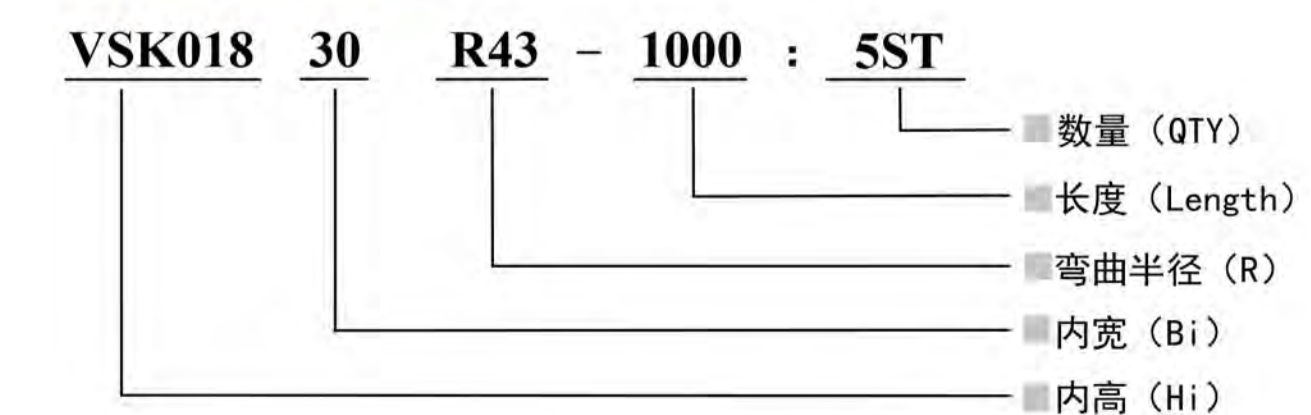 VSK018 30 R43 - 1000 : 5ST
数量（QTY）
长度（Length）
弯曲半径（R）
内宽（Bi）
内高（Hi）